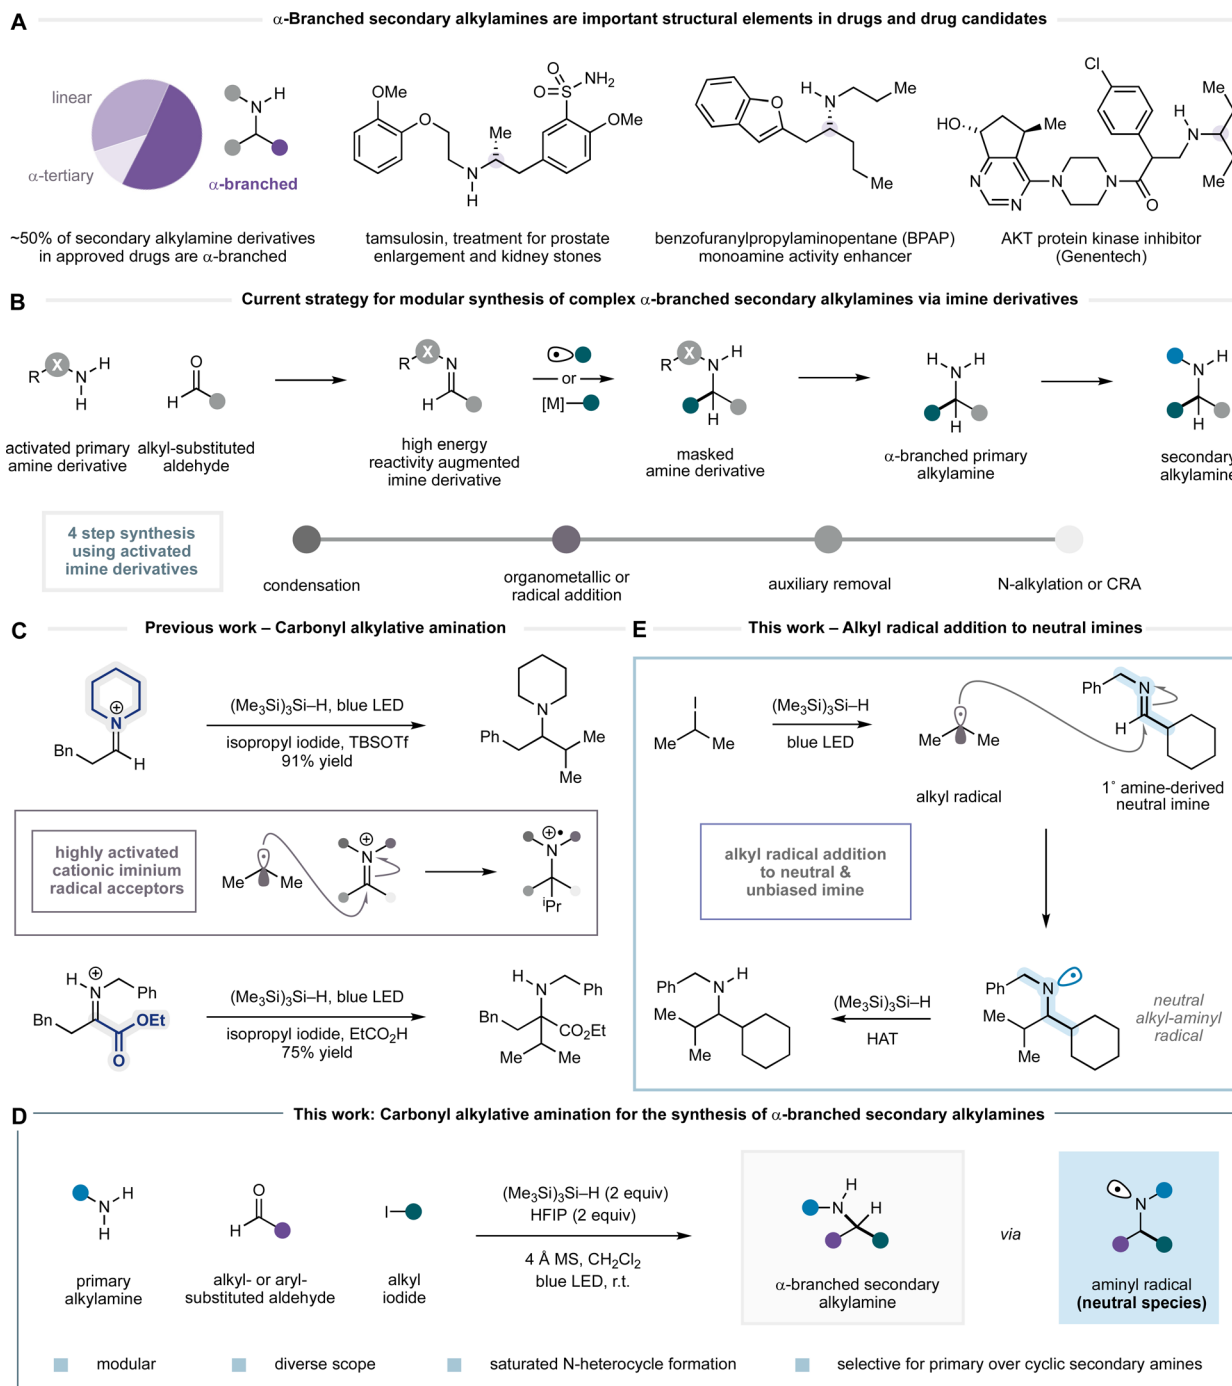 A
α-Branched secondary alkylamines are important structural elements in drugs and drug candidates
linear
α-tertiary
α-branched
N H
~50% of secondary alkylamine derivatives
in approved drugs are α-branched
OMe
O
N
H
Me
O
O=S NH₂
OMe
tamsulosin, treatment for prostate
enlargement and kidney stones
O
H
N
Me
Me
benzofuranylpropylaminopentane (BPAP)
monoamine activity enhancer
Cl
HO
Me
N
N
N
N
O
H
N
Me
Me
AKT protein kinase inhibitor
(Genentech)
B
Current strategy for modular synthesis of complex α-branched secondary alkylamines via imine derivatives
R X N H
H
activated primary
amine derivative
O
H
alkyl-substituted
aldehyde
R X N
H
high energy
reactivity augmented
imine derivative
or
[M]
R X N H
H
masked
amine derivative
H N H
H
α-branched primary
alkylamine
N H
H
secondary
alkylamine
4 step synthesis
using activated
imine derivatives
condensation
organometallic or
radical addition
auxiliary removal
N-alkylation or CRA
C
Previous work – Carbonyl alkylative amination
⊕
N
Bn
H
(Me₃Si)₃Si–H, blue LED
isopropyl iodide, TBSOTf
91% yield
N
Ph
Me
Me
highly activated
cationic iminium
radical acceptors
Me Me
⊕
N
⊕•
N
ⁱPr
H ⊕
N
Ph
Bn
OEt
O
(Me₃Si)₃Si–H, blue LED
isopropyl iodide, EtCO₂H
75% yield
H
N
Ph
Bn
CO₂Et
Me
Me
E
This work – Alkyl radical addition to neutral imines
I
Me Me
(Me₃Si)₃Si–H
blue LED
Me Me
alkyl radical
Ph
N
H
1˚ amine-derived
neutral imine
alkyl radical addition
to neutral &
unbiased imine
Ph
N
H
Me
Me
(Me₃Si)₃Si–H
HAT
Ph
N
Me
Me
neutral
alkyl-aminyl
radical
D
This work: Carbonyl alkylative amination for the synthesis of α-branched secondary alkylamines
N H
H
primary
alkylamine
O
H
alkyl- or aryl-
substituted aldehyde
I
alkyl
iodide
(Me₃Si)₃Si–H (2 equiv)
HFIP (2 equiv)
4 Å MS, CH₂Cl₂
blue LED, r.t.
H
N H
α-branched secondary
alkylamine
via
N
aminyl radical
(neutral species)
modular
diverse scope
saturated N-heterocycle formation
selective for primary over cyclic secondary amines